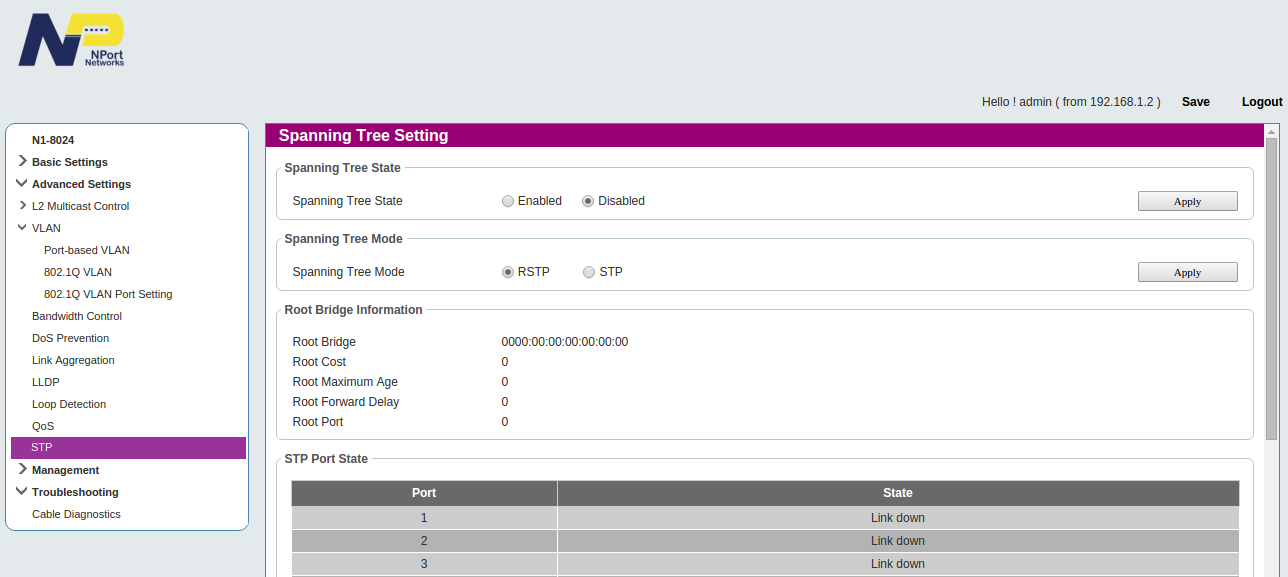 NPort
Networks
Hello ! admin ( from 192.168.1.2 ) Save Logout
N1-8024
Basic Settings
Advanced Settings
L2 Multicast Control
VLAN
Port-based VLAN
802.1Q VLAN
802.1Q VLAN Port Setting
Bandwidth Control
DoS Prevention
Link Aggregation
LLDP
Loop Detection
QoS
STP
Management
Troubleshooting
Cable Diagnostics
Spanning Tree Setting
Spanning Tree State
Spanning Tree State Enabled Disabled Apply
Spanning Tree Mode
Spanning Tree Mode RSTP STP Apply
Root Bridge Information
Root Bridge 0000:00:00:00:00:00:00
Root Cost 0
Root Maximum Age 0
Root Forward Delay 0
Root Port 0
STP Port State
Port State
1 Link down
2 Link down
3 Link down